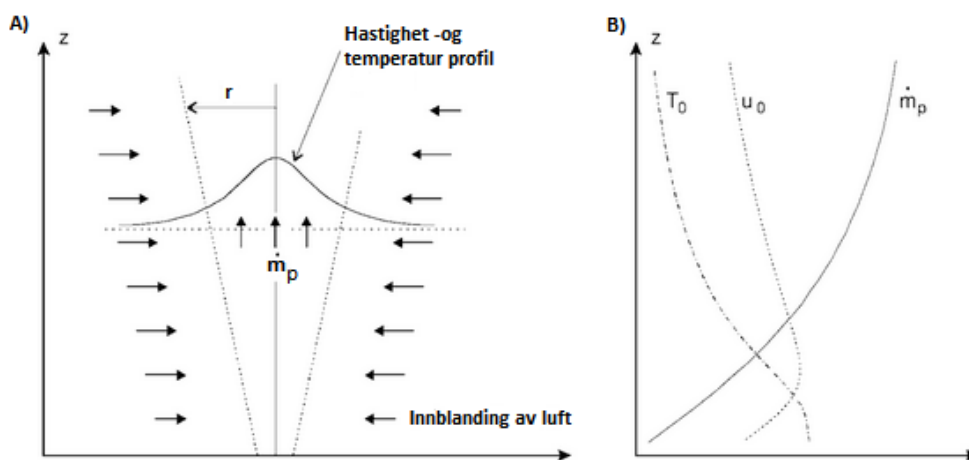 A)
z
Hastighet -og
temperatur profil
r
ṁp
Innblanding av luft
B)
z
T0
u0
ṁp